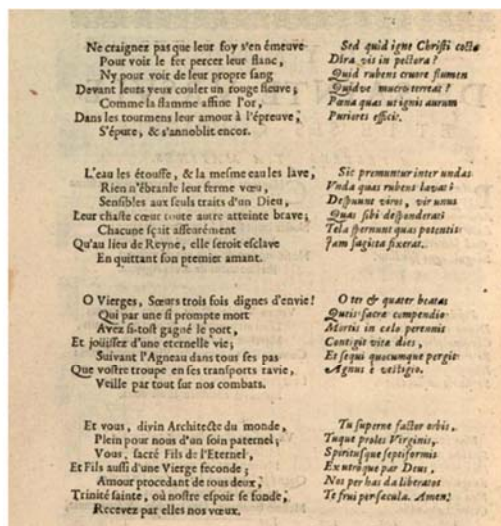 Ne craignez pas que leur foy s'en émeuve
Pour voir le fer percer leur flanc,
Ny pour voir de leur propre sang
Devant leurs yeux couler un rouge fleuve;
Comme la flamme affine l'or,
Dans les tourmens leur amour à l'épreuve,
S'épure, & s'annoblit encor.
L'eau les étouffe, & la mesme eau les lave,
Rien n'ébranle leur ferme vœu,
Sensibles aux seuls traits d'un Dieu,
Leur chaste cœur toute autre atteinte brave;
Chacune sçait asseurément
Qu'au lieu de Reyne, elle seroit esclave
En quittant son premier amant.
O Vierges, Sœurs trois fois dignes d'envie!
Qui par une si prompte mort
Avez si-tost gagné le port,
Et joüissez d'une eternelle vie;
Suivant l'Agneau dans tous ses pas
Que vostre troupe en ses transports ravie,
Veille par tout sur nos combats.
Et vous, divin Architecte du monde,
Plein pour nous d'un soin paternel;
Vous, sacré Fils de l'Eternel,
Et Fils aussi d'une Vierge feconde;
Amour procedant de tous deux,
Trinité sainte, où nostre espoir se fonde,
Recevez par elles nos vœux.
Sed quid igne Christi cocta
Dira vis in pectora?
Quid rubens cruore flumen
Quidve mucro terreat?
Pœna quas ut ignis aurum
Puriores efficit.
Sic premuntur inter undas
Unda quas rubens lavat:
Despuunt viros, vir unus
Quas sibi desponderat:
Tela spernunt quas potentis
Jam sagitta fixerat.
O ter & quater beatas
Queis sacræ compendio
Mortis in cœlo perennis
Contigit vita dies,
Et sequi quocumque pergit
Agnus è vestigio.
Tu superne factor orbis,
Tuque proles Virginis,
Spiritusque septiformis
Ex utroque par Deus,
Nos per has da liberatos
Te frui per sæcula. Amen.